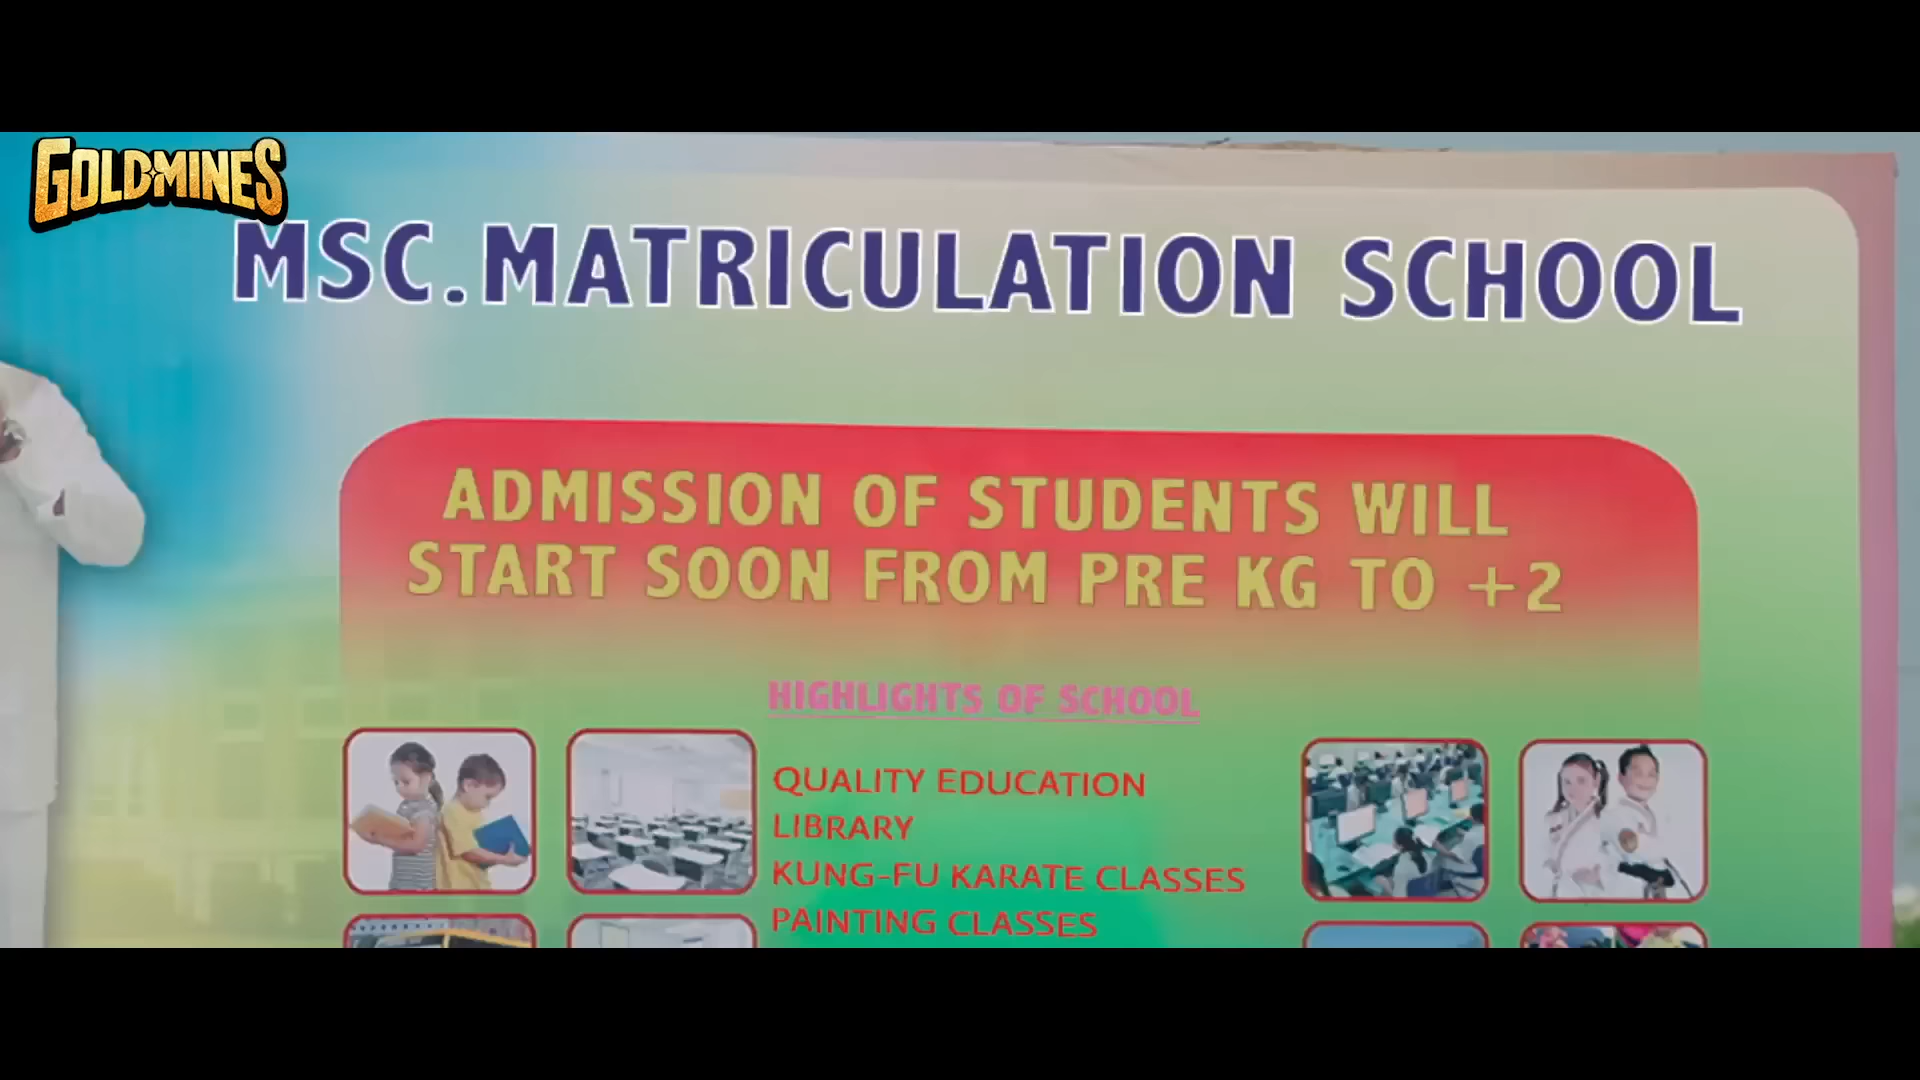 GOLDMINES
MSC.MATRICULATION SCHOOL
ADMISSION OF STUDENTS WILL
START SOON FROM PRE KG TO +2
HIGHLIGHTS OF SCHOOL
QUALITY EDUCATION
LIBRARY
KUNG-FU KARATE CLASSES
PAINTING CLASSES